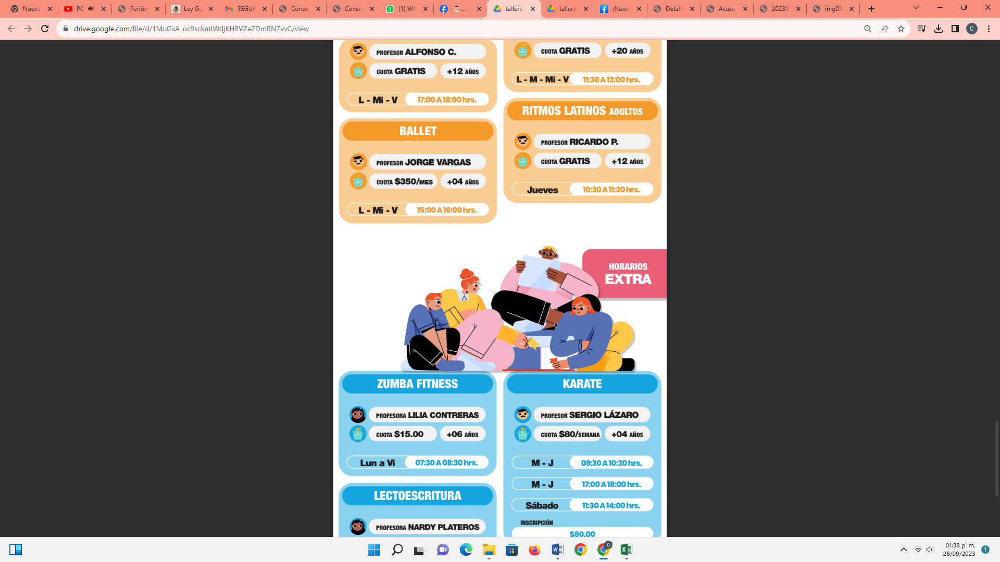 Nueva
PC
Periód
Ley Ge
SEGUR
Conse
Conse
(1) Wh
... -
tallere
tallere
¡Nuev
Detall
Acuse
20230
img03
drive.google.com/file/d/1MuGxA_oc9sckmIWdjKH8VZaZDmRN7vvC/view
C
PROFESOR ALFONSO C.
CUOTA GRATIS
+12 AÑOS
L - Mi - V
17:00 A 18:00 hrs.
BALLET
PROFESOR JORGE VARGAS
CUOTA $350/MES
+04 AÑOS
L - Mi - V
15:00 A 16:00 hrs.
CUOTA GRATIS
+20 AÑOS
L - M - Mi - V
11:30 A 13:00 hrs.
RITMOS LATINOS ADULTOS
PROFESOR RICARDO P.
CUOTA GRATIS
+12 AÑOS
Jueves
10:30 A 11:30 hrs.
HORARIOS
EXTRA
ZUMBA FITNESS
PROFESORA LILIA CONTRERAS
CUOTA $15.00
+06 AÑOS
Lun a Vi
07:30 A 08:30 hrs.
LECTOESCRITURA
PROFESORA NARDY PLATEROS
KARATE
PROFESOR SERGIO LÁZARO
CUOTA $80/SEMANA
+04 AÑOS
M - J
09:30 A 10:30 hrs.
M - J
17:00 A 18:00 hrs.
Sábado
11:30 A 14:00 hrs.
INSCRIPCIÓN
$80.00
C
01:38 p. m.
28/09/2023
1